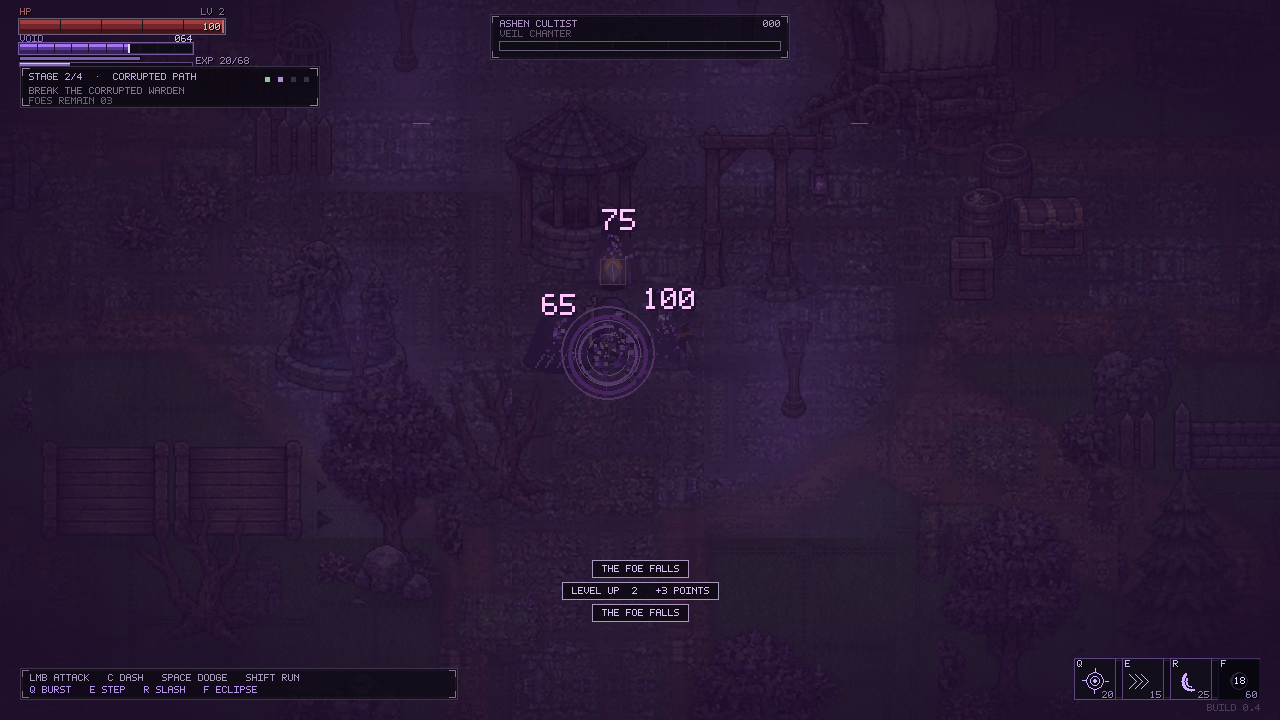 HP LV 2
100
VOID 064
EXP 20/68
STAGE 2/4 · CORRUPTED PATH
BREAK THE CORRUPTED WARDEN
FOES REMAIN 03
ASHEN CULTIST 000
VEIL CHANTER
75
65
100
THE FOE FALLS
LEVEL UP 2 +3 POINTS
THE FOE FALLS
LMB ATTACK C DASH SPACE DODGE SHIFT RUN
Q BURST E STEP R SLASH F ECLIPSE
Q E R F
18
20 15 25 60
BUILD 0.4